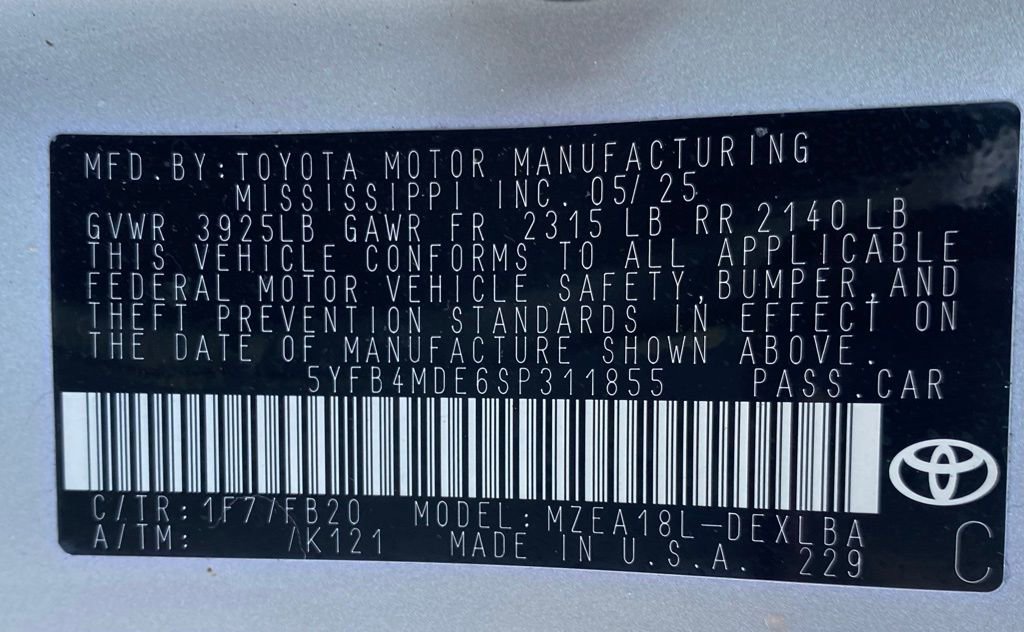 MFD.BY:TOYOTA MOTOR MANUFACTURING
MISSISSIPPI INC. 05/25
GVWR 3925LB GAWR FR 2315 LB RR 2140 LB
THIS VEHICLE CONFORMS TO ALL APPLICABLE
FEDERAL MOTOR VEHICLE SAFETY,BUMPER,AND
THEFT PREVENTION STANDARDS IN EFFECT ON
THE DATE OF MANUFACTURE SHOWN ABOVE.
5YFB4MDE6SP311855 PASS.CAR
C/TR: 1F7/FB20 MODEL:MZEA18L-DEXLBA
A/TM: /K121 MADE IN U.S.A. 229
C